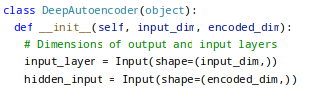 class DeepAutoencoder(object):
def __init__(self, input_dim, encoded_dim):
# Dimensions of output and input layers
input_layer = Input(shape=(input_dim,))
hidden_input = Input(shape=(encoded_dim,))